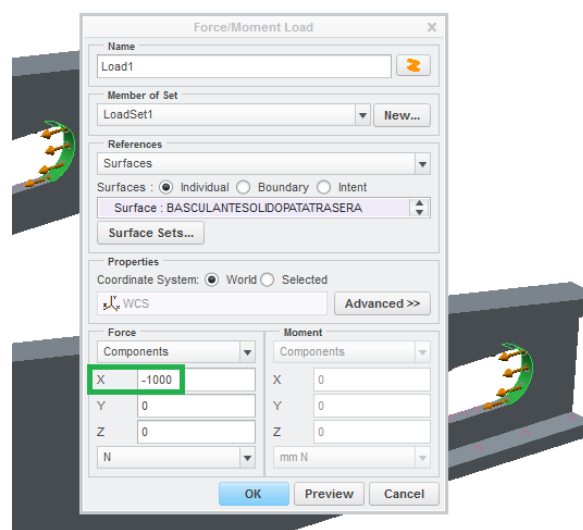 Force/Moment Load X
Name
Load1
Member of Set
LoadSet1 New...
References
Surfaces
Surfaces : Individual Boundary Intent
Surface : BASCULANTESOLIDOPATATRASERA
Surface Sets...
Properties
Coordinate System: World Selected
WCS Advanced >>
Force Moment
Components Components
X -1000 X 0
Y 0 Y 0
Z 0 Z 0
N mm N
OK Preview Cancel